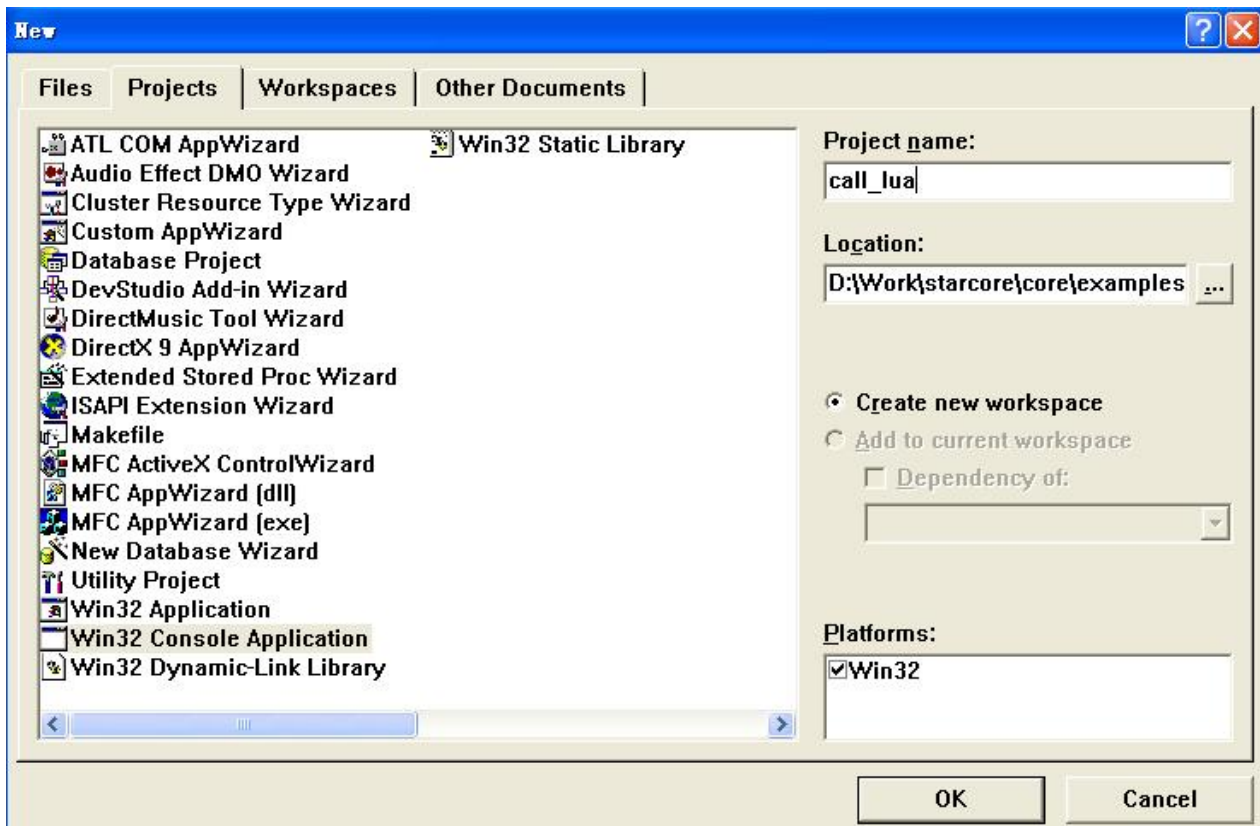 New
Files Projects Workspaces Other Documents
ATL COM AppWizard
Audio Effect DMO Wizard
Cluster Resource Type Wizard
Custom AppWizard
Database Project
DevStudio Add-in Wizard
DirectMusic Tool Wizard
DirectX 9 AppWizard
Extended Stored Proc Wizard
ISAPI Extension Wizard
Makefile
MFC ActiveX ControlWizard
MFC AppWizard (dll)
MFC AppWizard (exe)
New Database Wizard
Utility Project
Win32 Application
Win32 Console Application
Win32 Dynamic-Link Library
Win32 Static Library
Project name:
call_lua
Location:
D:\Work\starcore\core\examples
...
Create new workspace
Add to current workspace
Dependency of:
Platforms:
Win32
OK Cancel